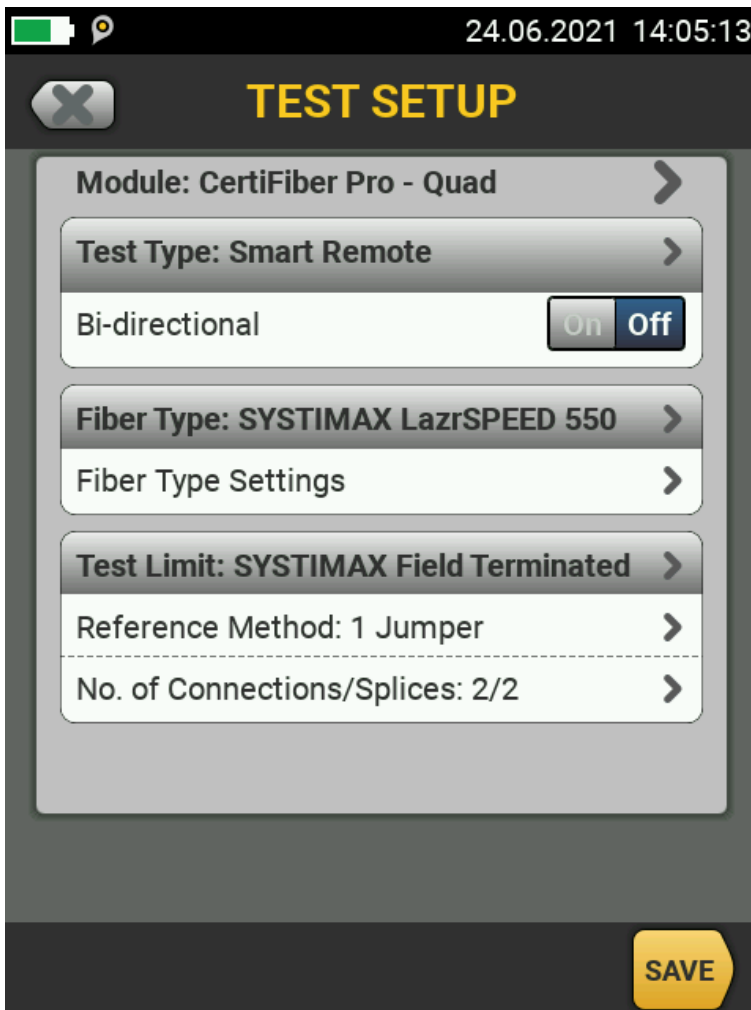 24.06.2021 14:05:13
TEST SETUP
Module: CertiFiber Pro - Quad
Test Type: Smart Remote
Bi-directional On Off
Fiber Type: SYSTIMAX LazrSPEED 550
Fiber Type Settings
Test Limit: SYSTIMAX Field Terminated
Reference Method: 1 Jumper
No. of Connections/Splices: 2/2
SAVE